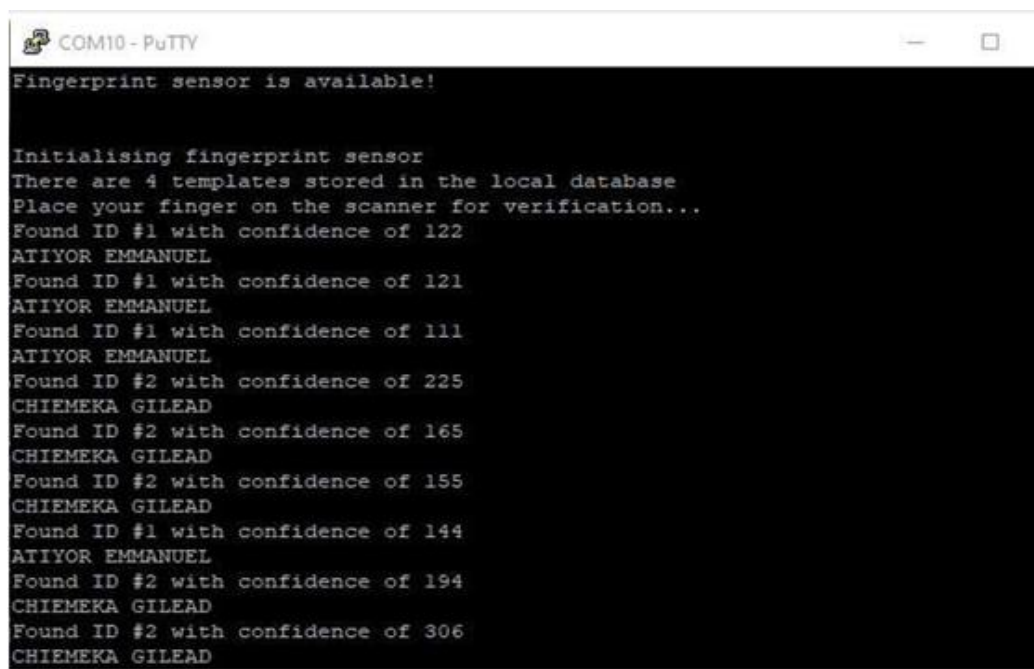 COM10 - PuTTY
Fingerprint sensor is available!
Initialising fingerprint sensor
There are 4 templates stored in the local database
Place your finger on the scanner for verification...
Found ID #1 with confidence of 122
ATIYOR EMMANUEL
Found ID #1 with confidence of 121
ATIYOR EMMANUEL
Found ID #1 with confidence of 111
ATIYOR EMMANUEL
Found ID #2 with confidence of 225
CHIEMEKA GILEAD
Found ID #2 with confidence of 165
CHIEMEKA GILEAD
Found ID #2 with confidence of 155
CHIEMEKA GILEAD
Found ID #1 with confidence of 144
ATIYOR EMMANUEL
Found ID #2 with confidence of 194
CHIEMEKA GILEAD
Found ID #2 with confidence of 306
CHIEMEKA GILEAD